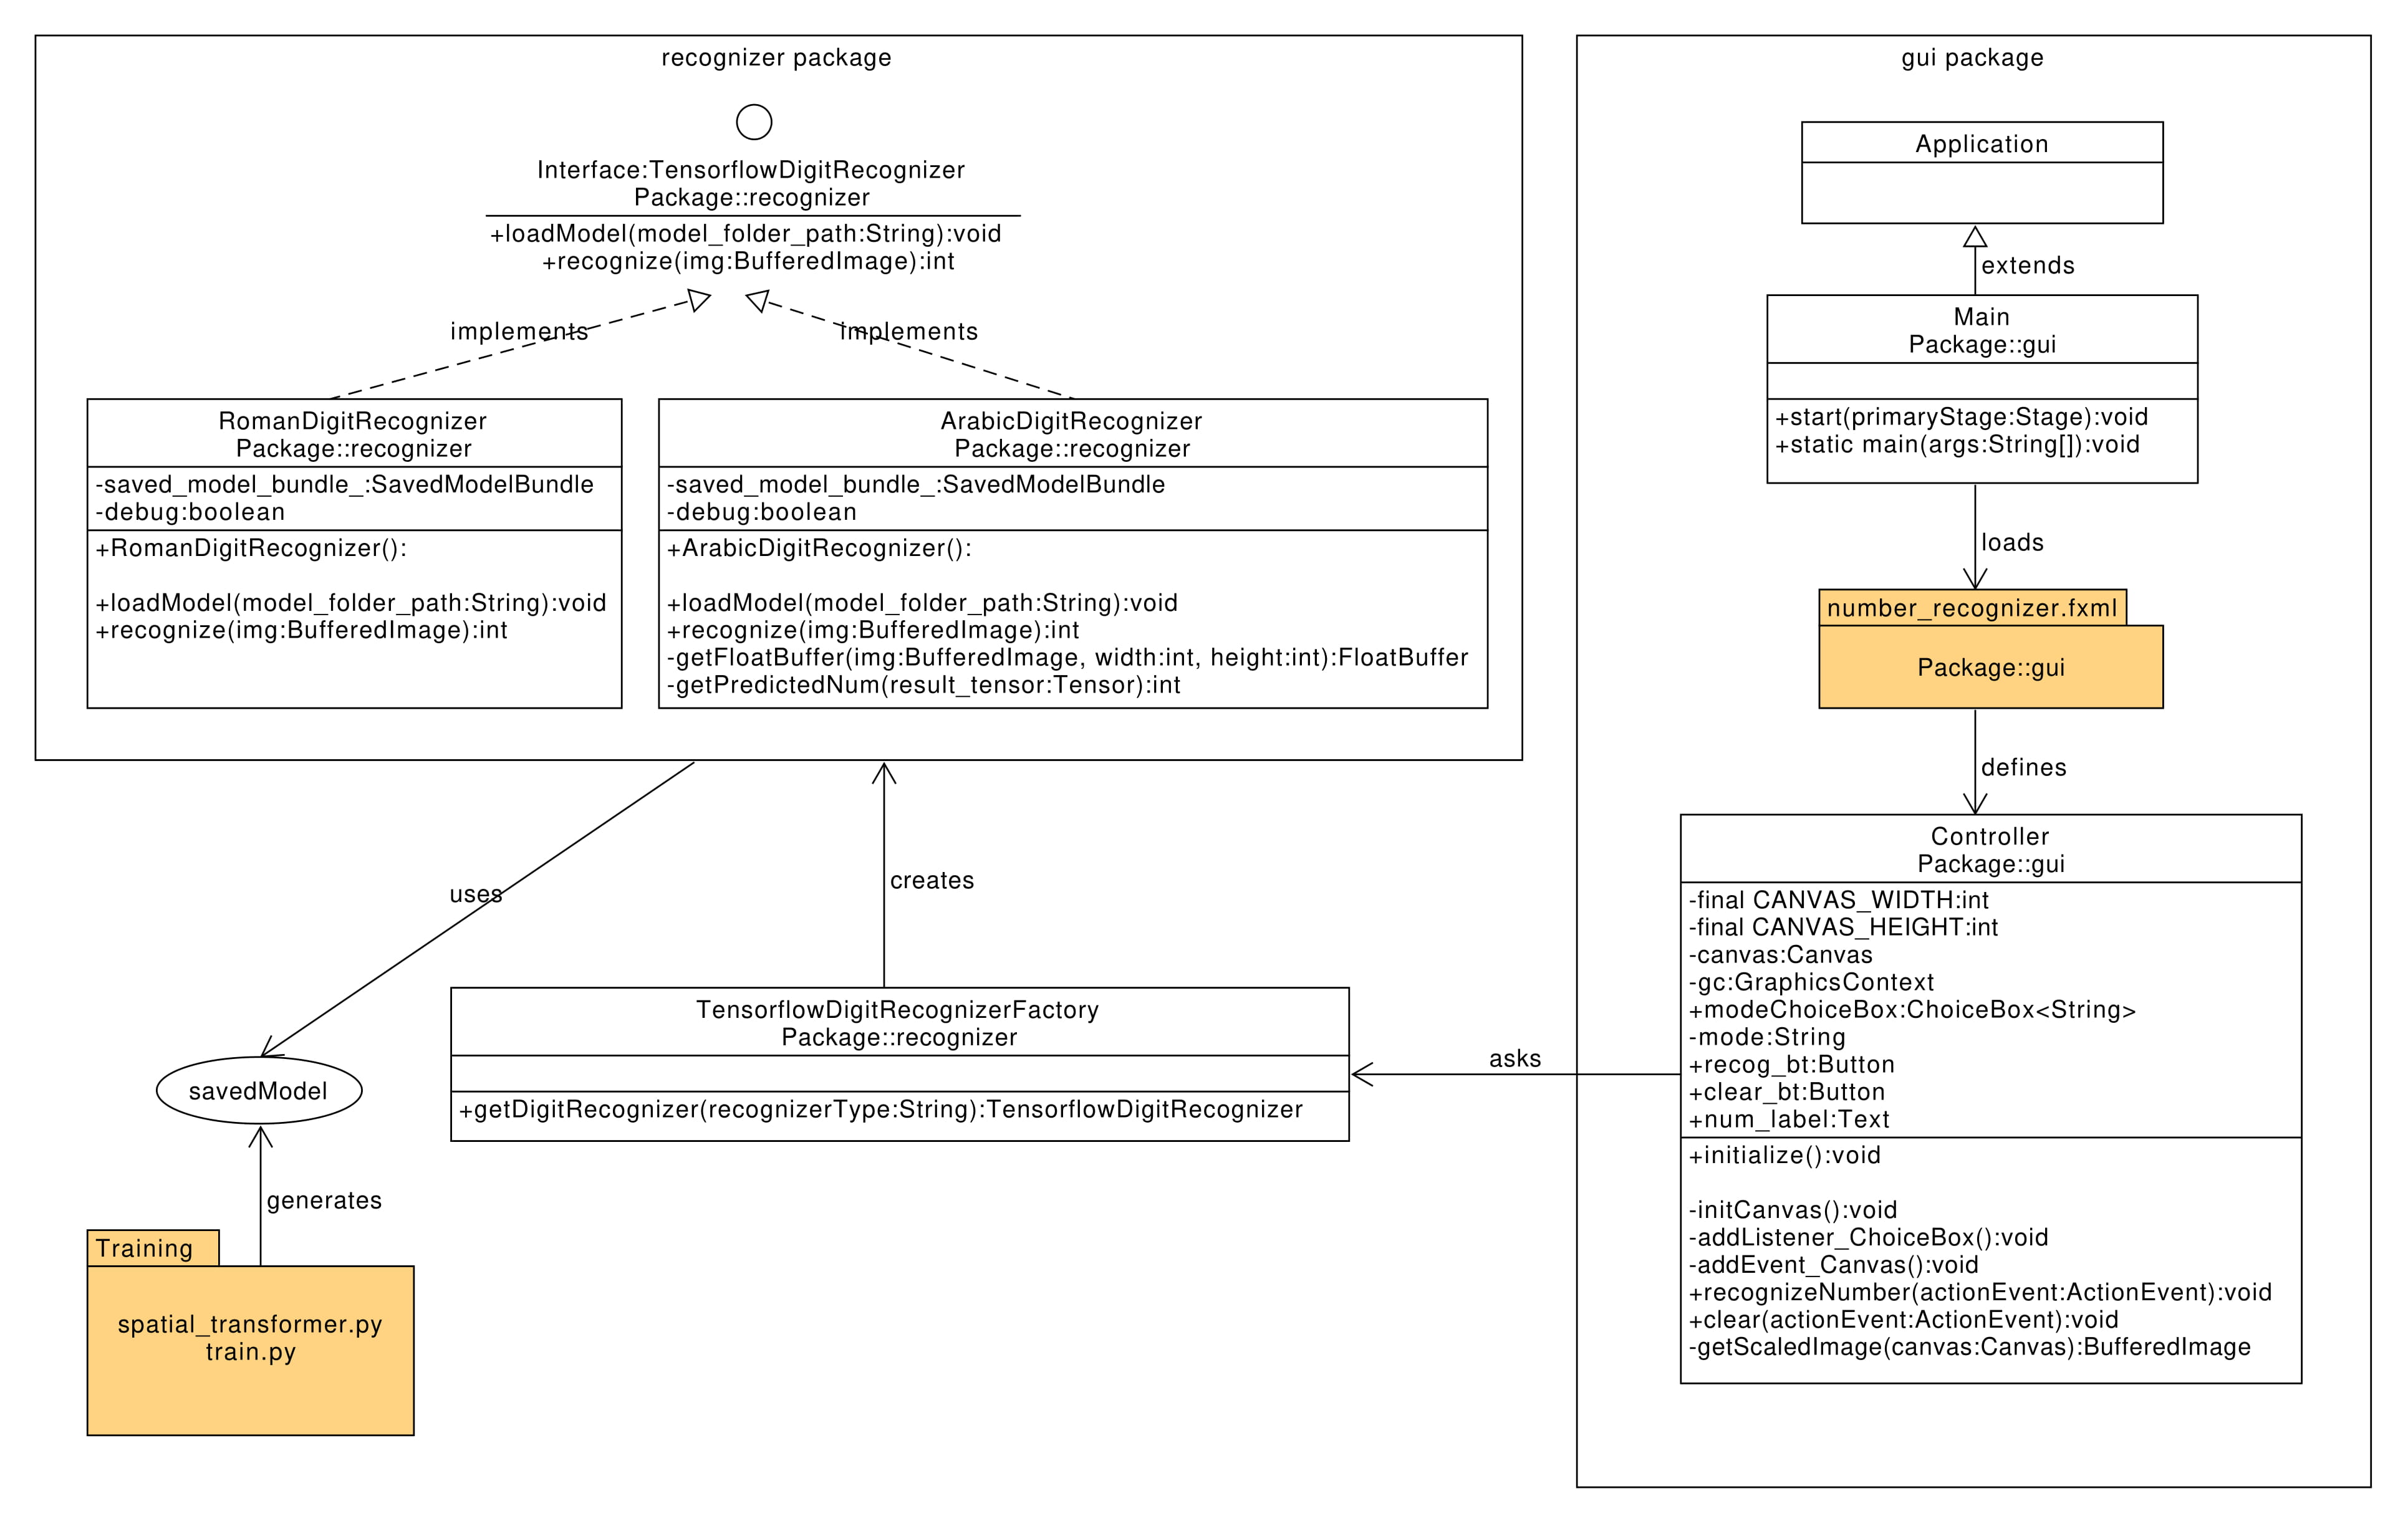 recognizer package
Interface:TensorflowDigitRecognizer
Package::recognizer
+loadModel(model_folder_path:String):void
+recognize(img:BufferedImage):int
implements
implements
RomanDigitRecognizer
Package::recognizer
-saved_model_bundle_:SavedModelBundle
-debug:boolean
+RomanDigitRecognizer():
+loadModel(model_folder_path:String):void
+recognize(img:BufferedImage):int
ArabicDigitRecognizer
Package::recognizer
-saved_model_bundle_:SavedModelBundle
-debug:boolean
+ArabicDigitRecognizer():
+loadModel(model_folder_path:String):void
+recognize(img:BufferedImage):int
-getFloatBuffer(img:BufferedImage, width:int, height:int):FloatBuffer
-getPredictedNum(result_tensor:Tensor):int
uses
creates
TensorflowDigitRecognizerFactory
Package::recognizer
+getDigitRecognizer(recognizerType:String):TensorflowDigitRecognizer
savedModel
generates
Training
spatial_transformer.py
train.py
asks
gui package
Application
extends
Main
Package::gui
+start(primaryStage:Stage):void
+static main(args:String[]):void
loads
number_recognizer.fxml
Package::gui
defines
Controller
Package::gui
-final CANVAS_WIDTH:int
-final CANVAS_HEIGHT:int
-canvas:Canvas
-gc:GraphicsContext
+modeChoiceBox:ChoiceBox<String>
-mode:String
+recog_bt:Button
+clear_bt:Button
+num_label:Text
+initialize():void
-initCanvas():void
-addListener_ChoiceBox():void
-addEvent_Canvas():void
+recognizeNumber(actionEvent:ActionEvent):void
+clear(actionEvent:ActionEvent):void
-getScaledImage(canvas:Canvas):BufferedImage